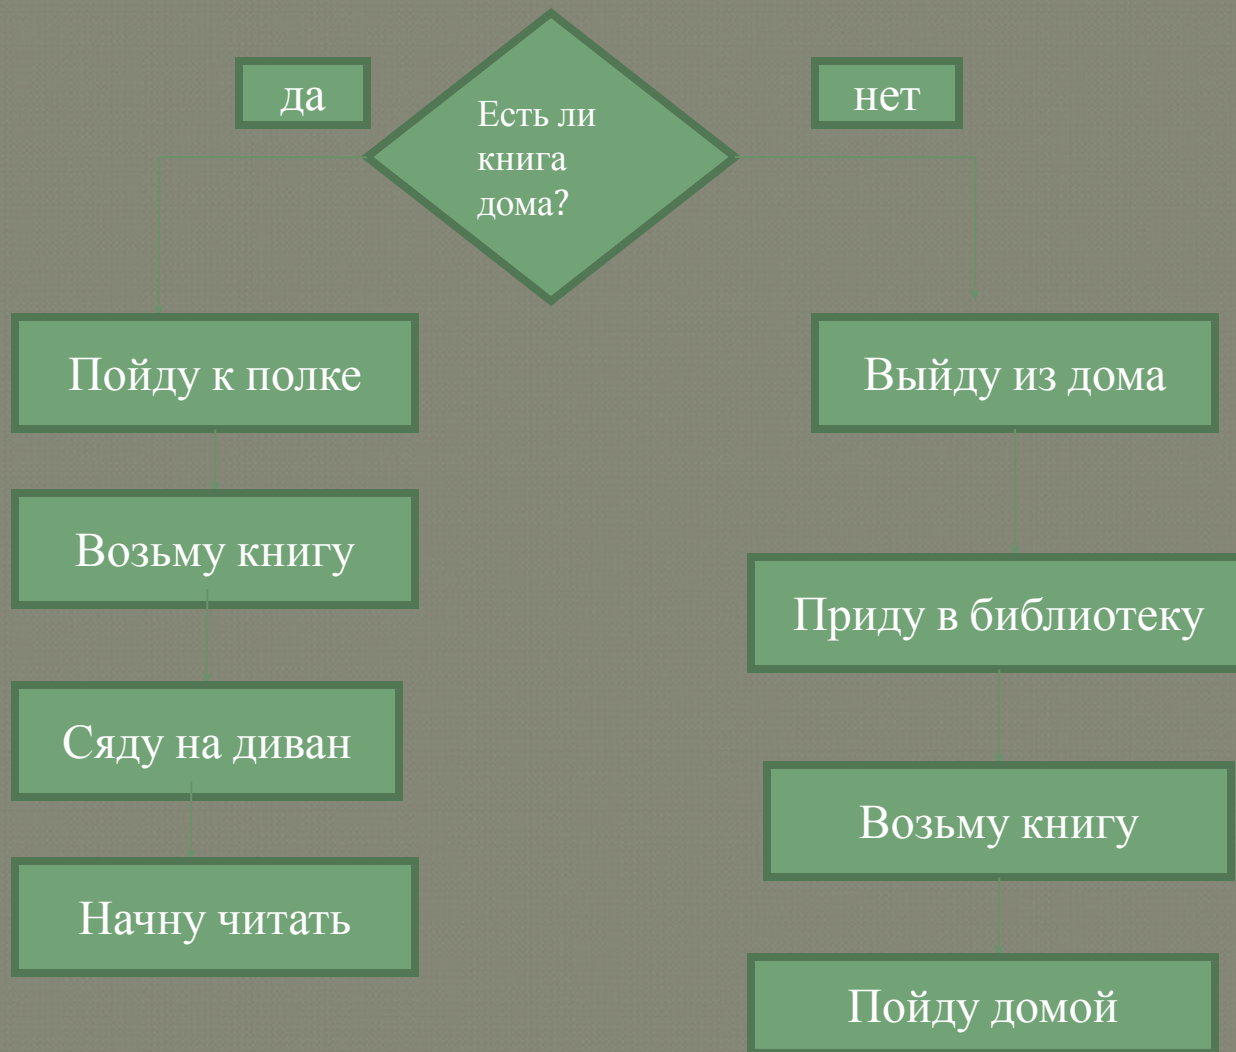 да
Есть ли
книга
дома?
нет
Пойду к полке
Выйду из дома
Возьму книгу
Приду в библиотеку
Сяду на диван
Возьму книгу
Начну читать
Пойду домой